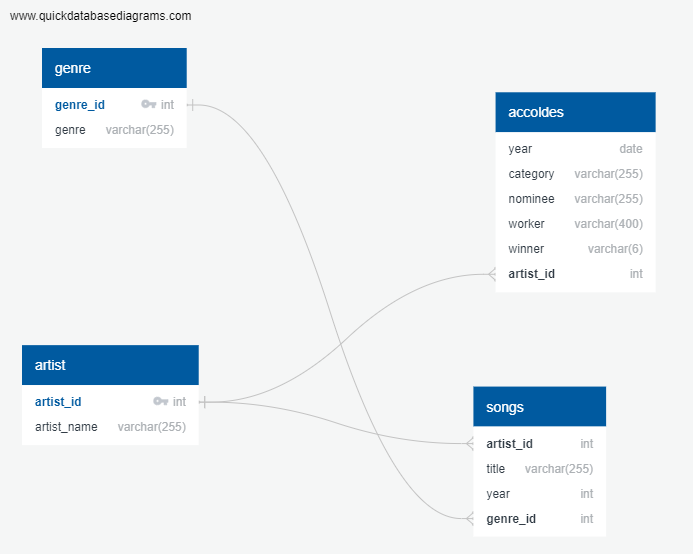 www.quickdatabasediagrams.com
genre
genre_id int
genre varchar(255)
accoldes
year date
category varchar(255)
nominee varchar(255)
worker varchar(400)
winner varchar(6)
artist_id int
artist
artist_id int
artist_name varchar(255)
songs
artist_id int
title varchar(255)
year int
genre_id int